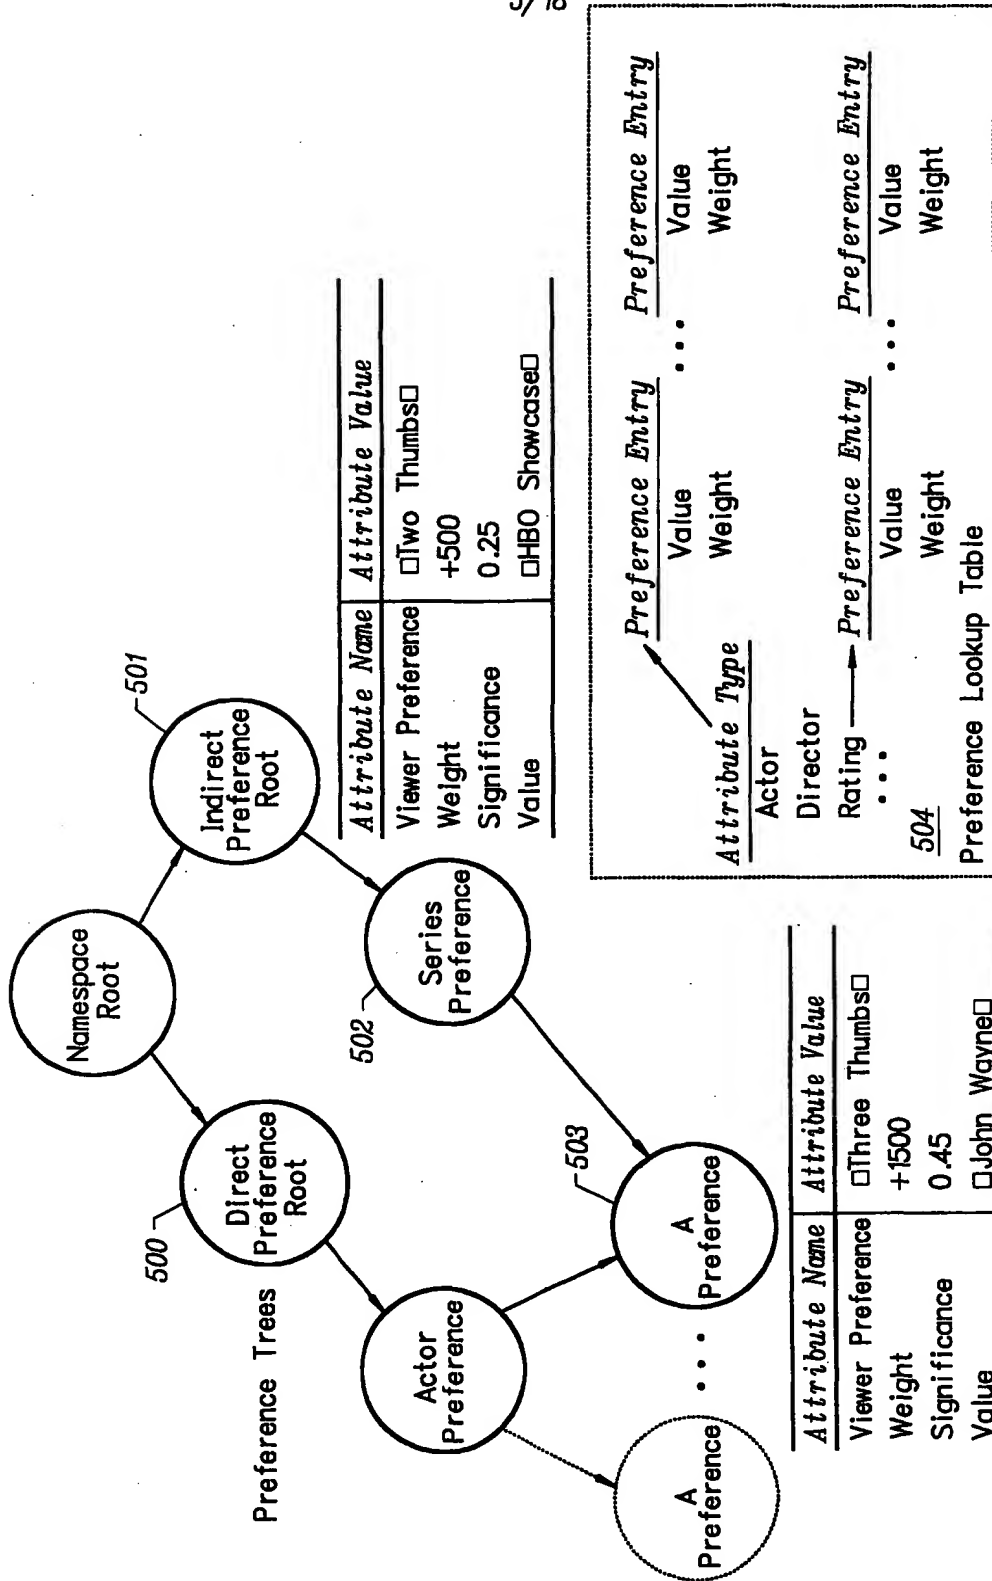 5/18
Preference Trees
Namespace
Root
500
Direct
Preference
Root
Indirect
Preference
Root
501
Actor
Preference
502
Series
Preference
A
Preference
• • •
A
Preference
503
Attribute Name Attribute Value
Viewer Preference □Two Thumbs□
Weight +500
Significance 0.25
Value □HBO Showcase□
Attribute Name Attribute Value
Viewer Preference □Three Thumbs□
Weight +1500
Significance 0.45
Value □John Wayne□
Attribute Type
Actor
Director
Rating
• • •
Preference Entry • • • Preference Entry
Value Value
Weight Weight
Preference Entry • • • Preference Entry
Value Value
Weight Weight
504
Preference Lookup Table